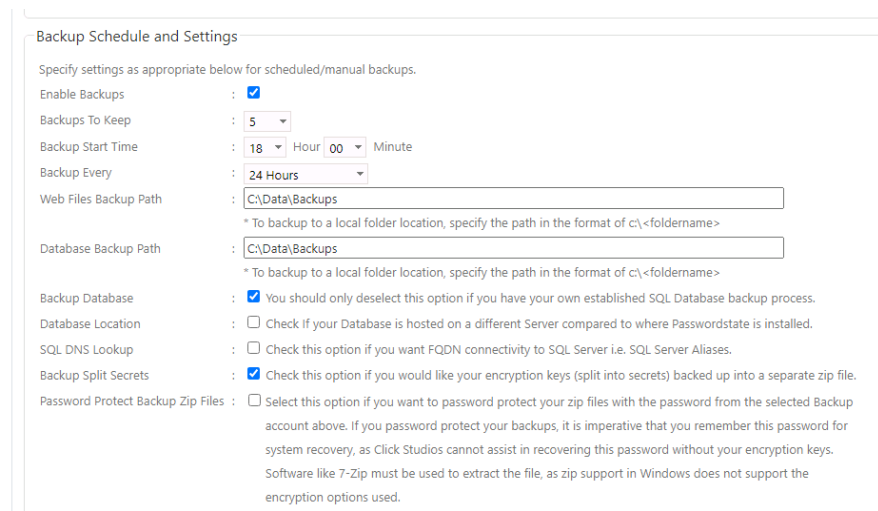 Backup Schedule and Settings
Specify settings as appropriate below for scheduled/manual backups.
Enable Backups :
Backups To Keep : 5
Backup Start Time : 18 Hour 00 Minute
Backup Every : 24 Hours
Web Files Backup Path : C:\Data\Backups
* To backup to a local folder location, specify the path in the format of c:\<foldername>
Database Backup Path : C:\Data\Backups
* To backup to a local folder location, specify the path in the format of c:\<foldername>
Backup Database : You should only deselect this option if you have your own established SQL Database backup process.
Database Location : Check If your Database is hosted on a different Server compared to where Passwordstate is installed.
SQL DNS Lookup : Check this option if you want FQDN connectivity to SQL Server i.e. SQL Server Aliases.
Backup Split Secrets : Check this option if you would like your encryption keys (split into secrets) backed up into a separate zip file.
Password Protect Backup Zip Files : Select this option if you want to password protect your zip files with the password from the selected Backup
account above. If you password protect your backups, it is imperative that you remember this password for
system recovery, as Click Studios cannot assist in recovering this password without your encryption keys.
Software like 7-Zip must be used to extract the file, as zip support in Windows does not support the
encryption options used.